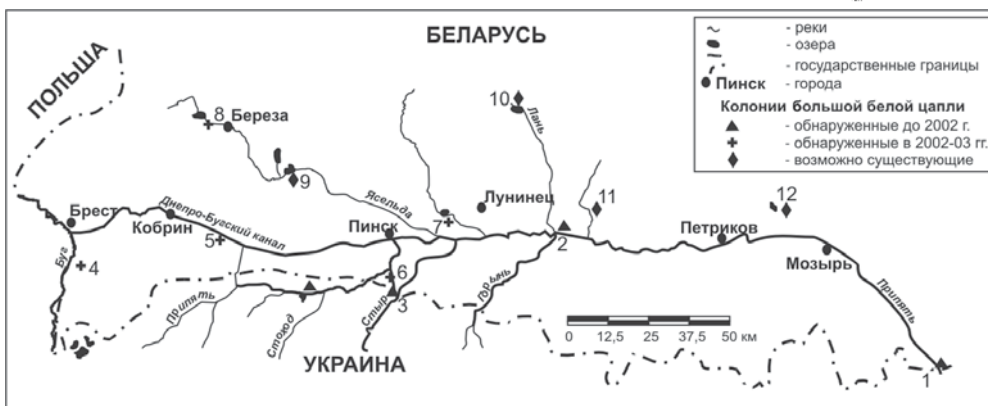 БЕЛАРУСЬ
ПОЛЬША
- реки
- озера
- государственные границы
Пинск - города
Колонии большой белой цапли
- обнаруженные до 2002 г.
- обнаруженные в 2002-03 гг.
- возможно существующие
10
Лань
8
Береза
9
Ясельда
Лунинец
7
11
12
Брест
Кобрин
Днепро-Бугский канал
5
Пинск
2
Петриков
Мозырь
Буг
4
6
3
Припять
Стоход
Стыр
Горынь
Припять
УКРАИНА
0 12,5 25 37,5 50 км
1